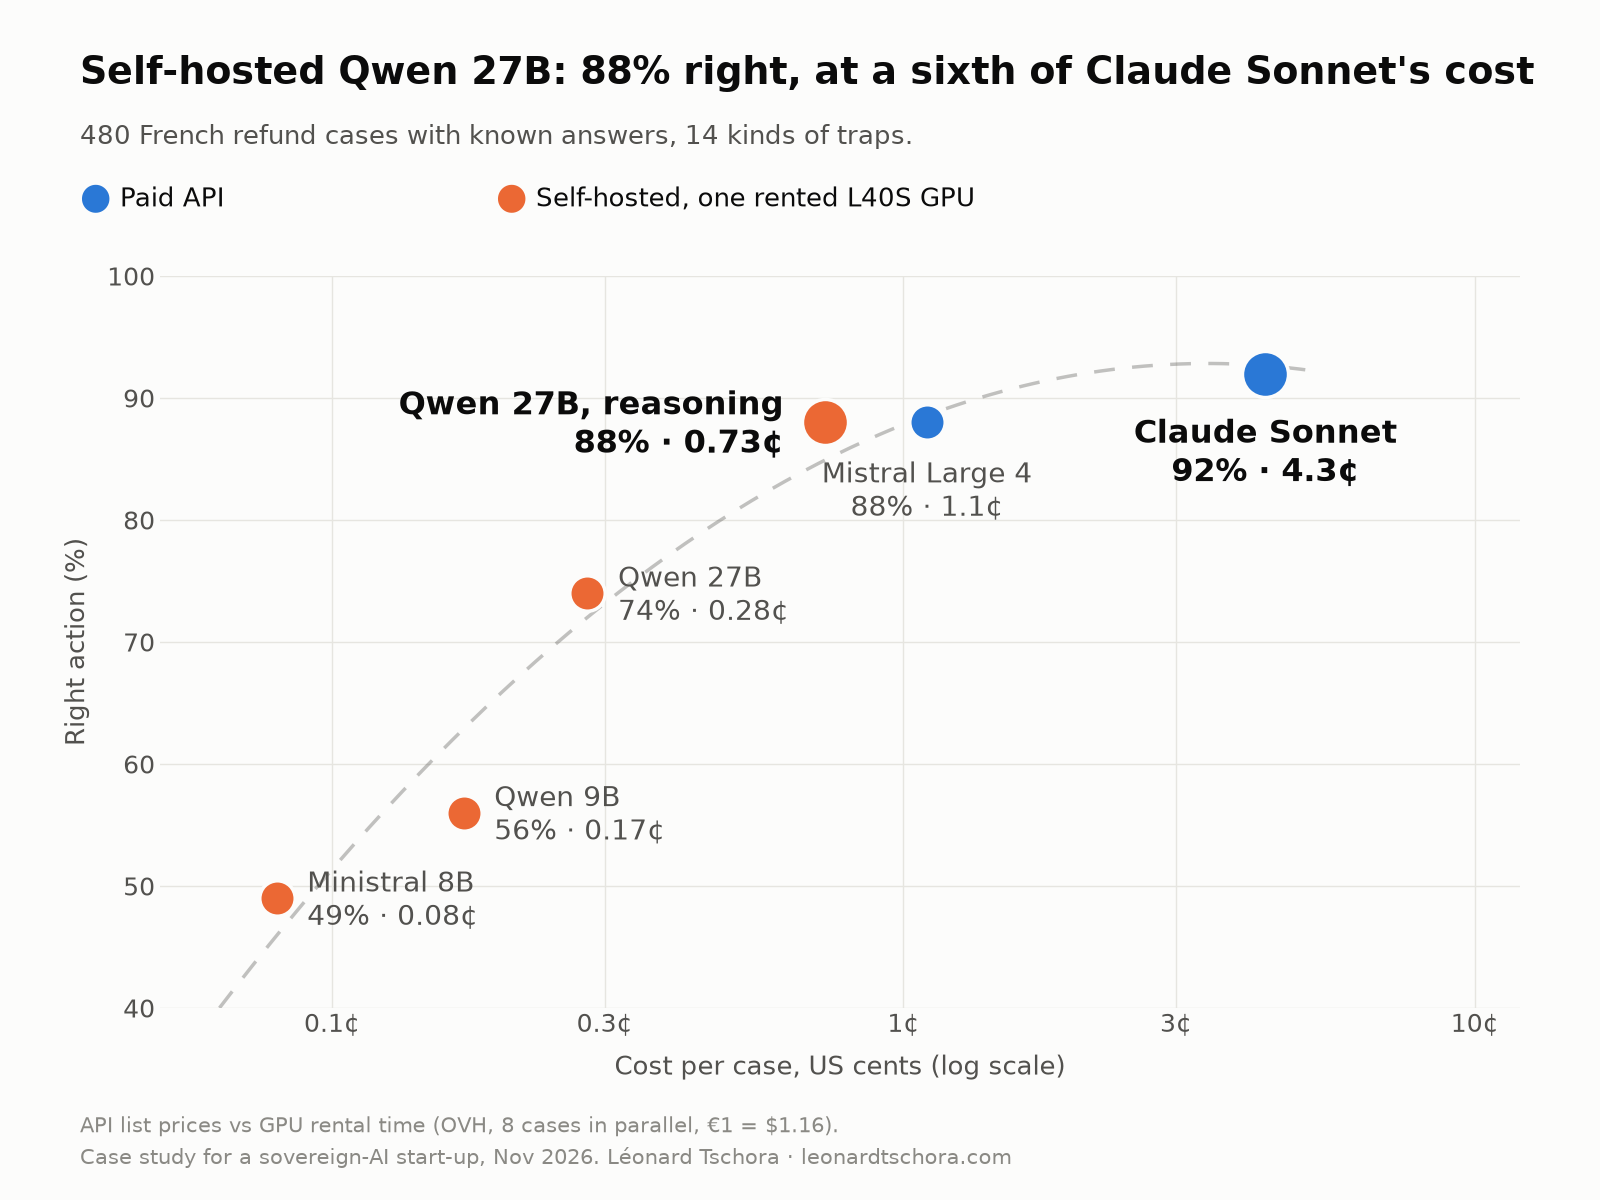 Self-hosted Qwen 27B: 88% right, at a sixth of Claude Sonnet's cost
480 French refund cases with known answers, 14 kinds of traps.
Paid API
Self-hosted, one rented L40S GPU
Right action (%)
100
90
80
70
60
50
40
Qwen 27B, reasoning
88% · 0.73¢
Mistral Large 4
88% · 1.1¢
Claude Sonnet
92% · 4.3¢
Qwen 27B
74% · 0.28¢
Qwen 9B
56% · 0.17¢
Ministral 8B
49% · 0.08¢
0.1¢
0.3¢
1¢
3¢
10¢
Cost per case, US cents (log scale)
API list prices vs GPU rental time (OVH, 8 cases in parallel, €1 = $1.16).
Case study for a sovereign-AI start-up, Nov 2026. Léonard Tschora · leonardtschora.com